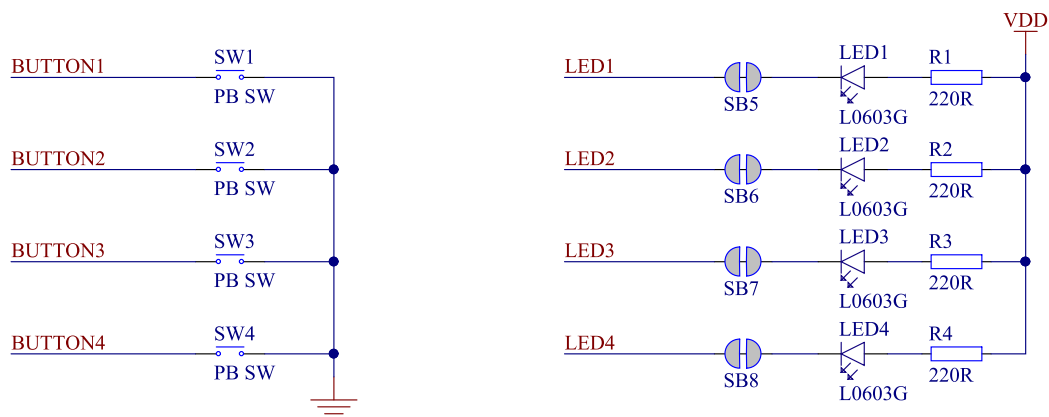 VDD
BUTTON1
SW1
PB SW
LED1
SB5
LED1
L0603G
R1
220R
BUTTON2
SW2
PB SW
LED2
SB6
LED2
L0603G
R2
220R
BUTTON3
SW3
PB SW
LED3
SB7
LED3
L0603G
R3
220R
BUTTON4
SW4
PB SW
LED4
SB8
LED4
L0603G
R4
220R